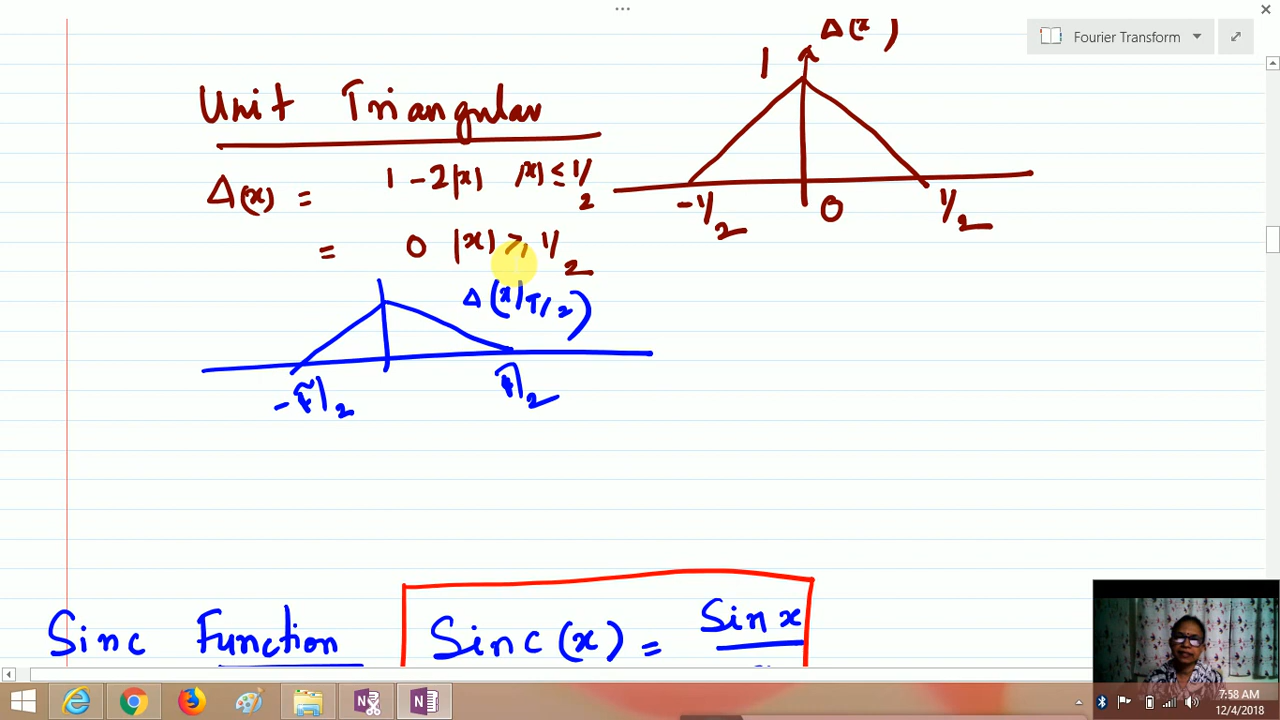 Fourier Transform
Δ(x)
1
Unit Triangular
Δ(x) = 1 - 2|x| |x| ≤ 1/2
-1/2 0 1/2
= 0 |x| >, 1/2
Δ(x/T/2)
-T/2 T/2
Sinc Function Sinc(x) = Sin x
7:58 AM
12/4/2018